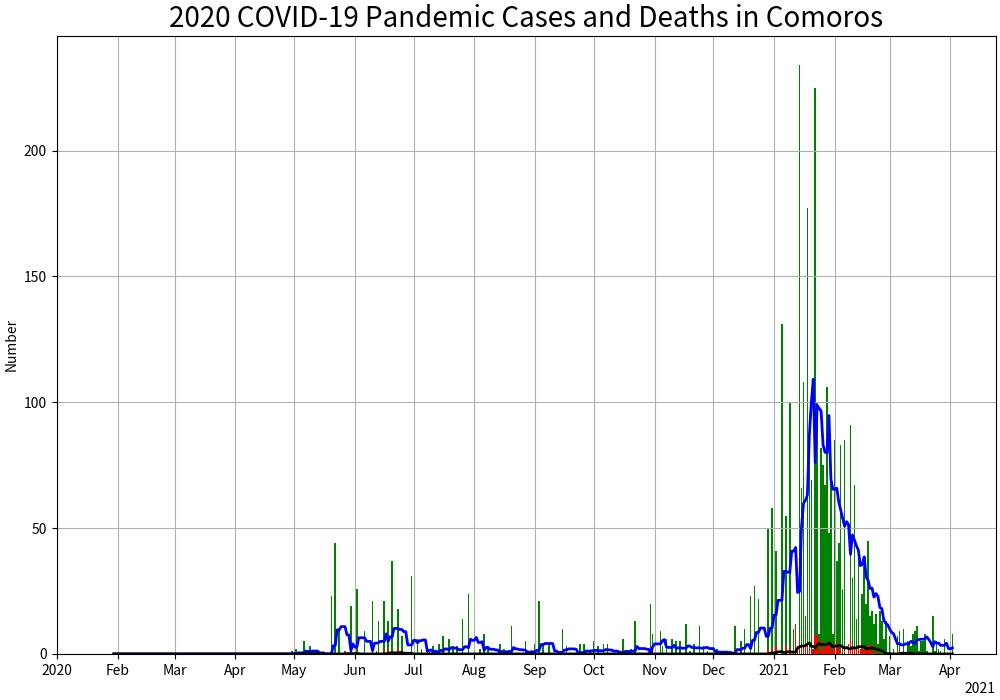 2020 COVID-19 Pandemic Cases and Deaths in Comoros
Number
200
150
100
50
0
2020 Feb Mar Apr May Jun Jul Aug Sep Oct Nov Dec 2021 Feb Mar Apr
2021